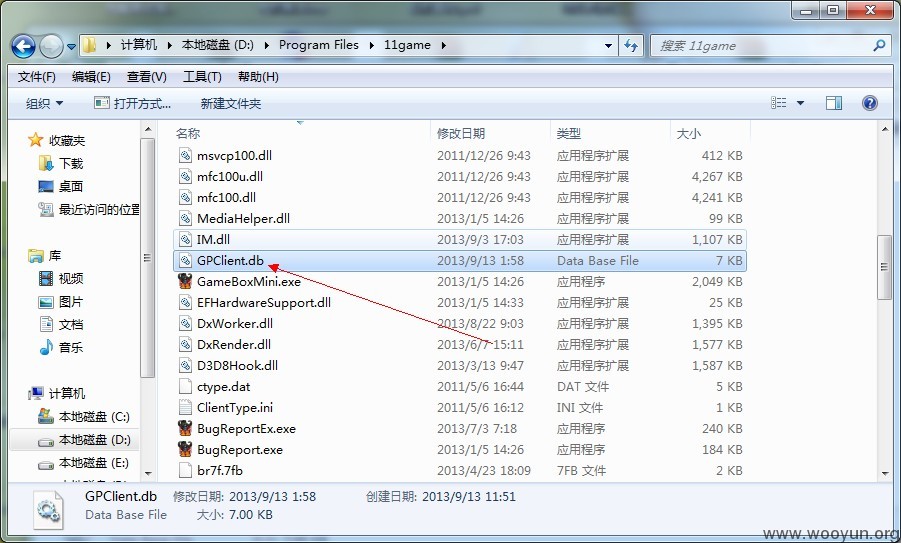 计算机 本地磁盘 (D:) Program Files 11game 搜索 11game
文件(F) 编辑(E) 查看(V) 工具(T) 帮助(H)
组织 打开方式... 新建文件夹
收藏夹
下载
桌面
最近访问的位置
库
视频
图片
文档
音乐
计算机
本地磁盘 (C:)
本地磁盘 (D:)
本地磁盘 (E:)
名称 修改日期 类型 大小
msvcp100.dll 2011/12/26 9:43 应用程序扩展 412 KB
mfc100u.dll 2011/12/26 9:43 应用程序扩展 4,267 KB
mfc100.dll 2011/12/26 9:43 应用程序扩展 4,241 KB
MediaHelper.dll 2013/1/5 14:26 应用程序扩展 99 KB
IM.dll 2013/9/3 17:03 应用程序扩展 1,107 KB
GPClient.db 2013/9/13 1:58 Data Base File 7 KB
GameBoxMini.exe 2013/1/5 14:26 应用程序 2,049 KB
EFHardwareSupport.dll 2013/1/5 14:33 应用程序扩展 25 KB
DxWorker.dll 2013/8/22 9:03 应用程序扩展 1,395 KB
DxRender.dll 2013/6/7 15:11 应用程序扩展 1,577 KB
D3D8Hook.dll 2013/3/13 9:47 应用程序扩展 1,587 KB
ctype.dat 2011/5/6 16:44 DAT 文件 5 KB
ClientType.ini 2011/5/6 16:12 INI 文件 1 KB
BugReportEx.exe 2013/7/3 7:18 应用程序 240 KB
BugReport.exe 2013/1/5 14:26 应用程序 184 KB
br7f.7fb 2013/4/23 18:09 7FB 文件 2 KB
GPClient.db 修改日期: 2013/9/13 1:58 创建日期: 2013/9/13 11:51
Data Base File 大小: 7.00 KB
www.wooyun.org